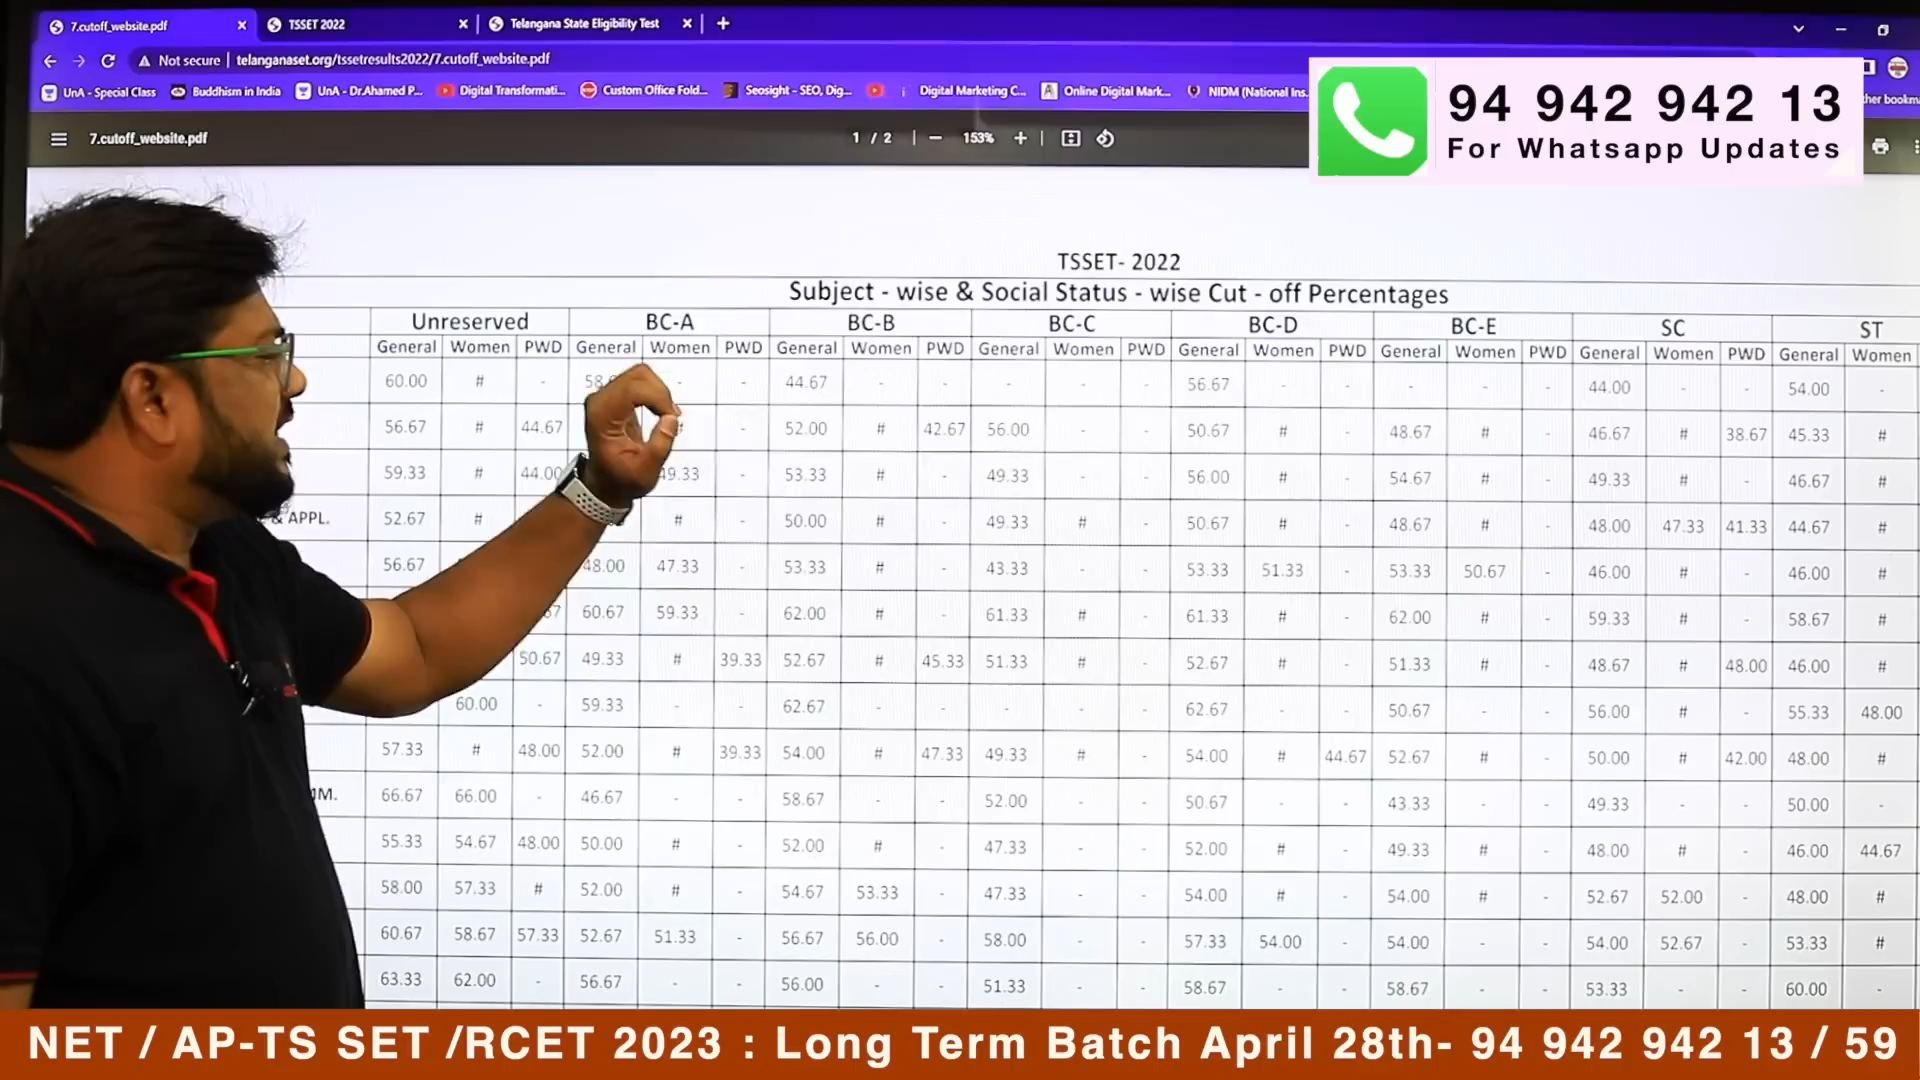 7.cutoff_website.pdf
TSSET 2022
Telangana State Eligibility Test
Not secure | telanganaset.org/tssetresults2022/7.cutoff_website.pdf
UnA - Special Class Buddhism in India UnA - Dr.Ahamed P... Digital Transformati... Custom Office Fold... Seosight - SEO, Dig... Digital Marketing C... Online Digital Mark... NIDM (National Ins...
7.cutoff_website.pdf 1 / 2 | − 153% +
94 942 942 13
For Whatsapp Updates
TSSET- 2022
Subject - wise & Social Status - wise Cut - off Percentages
Unreserved BC-A BC-B BC-C BC-D BC-E SC ST
General Women PWD General Women PWD General Women PWD General Women PWD General Women PWD General Women PWD General Women PWD General Women
60.00 # - - - 44.67 - - - - - 56.67 - - - - - 44.00 - - 54.00 -
56.67 # 44.67 # - 52.00 # 42.67 56.00 - - 50.67 # - 48.67 # - 46.67 # 38.67 45.33 #
59.33 # 44.00 49.33 - 53.33 # - 49.33 - - 56.00 # - 54.67 # - 49.33 # - 46.67 #
& APPL. 52.67 # # - 50.00 # - 49.33 # - 50.67 # - 48.67 # - 48.00 47.33 41.33 44.67 #
56.67 48.00 47.33 - 53.33 # - 43.33 - - 53.33 51.33 - 53.33 50.67 - 46.00 # - 46.00 #
60.67 59.33 - 62.00 # - 61.33 # - 61.33 # - 62.00 # - 59.33 # - 58.67 #
50.67 49.33 # 39.33 52.67 # 45.33 51.33 # - 52.67 # - 51.33 # - 48.67 # 48.00 46.00 #
60.00 - 59.33 - - 62.67 - - - - - 62.67 - - 50.67 - - 56.00 # - 55.33 48.00
57.33 # 48.00 52.00 # 39.33 54.00 # 47.33 49.33 # - 54.00 # 44.67 52.67 # - 50.00 # 42.00 48.00 #
MM. 66.67 66.00 - 46.67 - - 58.67 - - 52.00 - - 50.67 - - 43.33 - - 49.33 - - 50.00 -
55.33 54.67 48.00 50.00 # - 52.00 # - 47.33 - - 52.00 # - 49.33 # - 48.00 # - 46.00 44.67
58.00 57.33 # 52.00 # - 54.67 53.33 - 47.33 - - 54.00 # - 54.00 # - 52.67 52.00 - 48.00 #
60.67 58.67 57.33 52.67 51.33 - 56.67 56.00 - 58.00 - - 57.33 54.00 - 54.00 - - 54.00 52.67 - 53.33 #
63.33 62.00 - 56.67 - - 56.00 - - 51.33 - - 58.67 - - 58.67 - - 53.33 - - 60.00 -
NET / AP-TS SET /RCET 2023 : Long Term Batch April 28th- 94 942 942 13 / 59